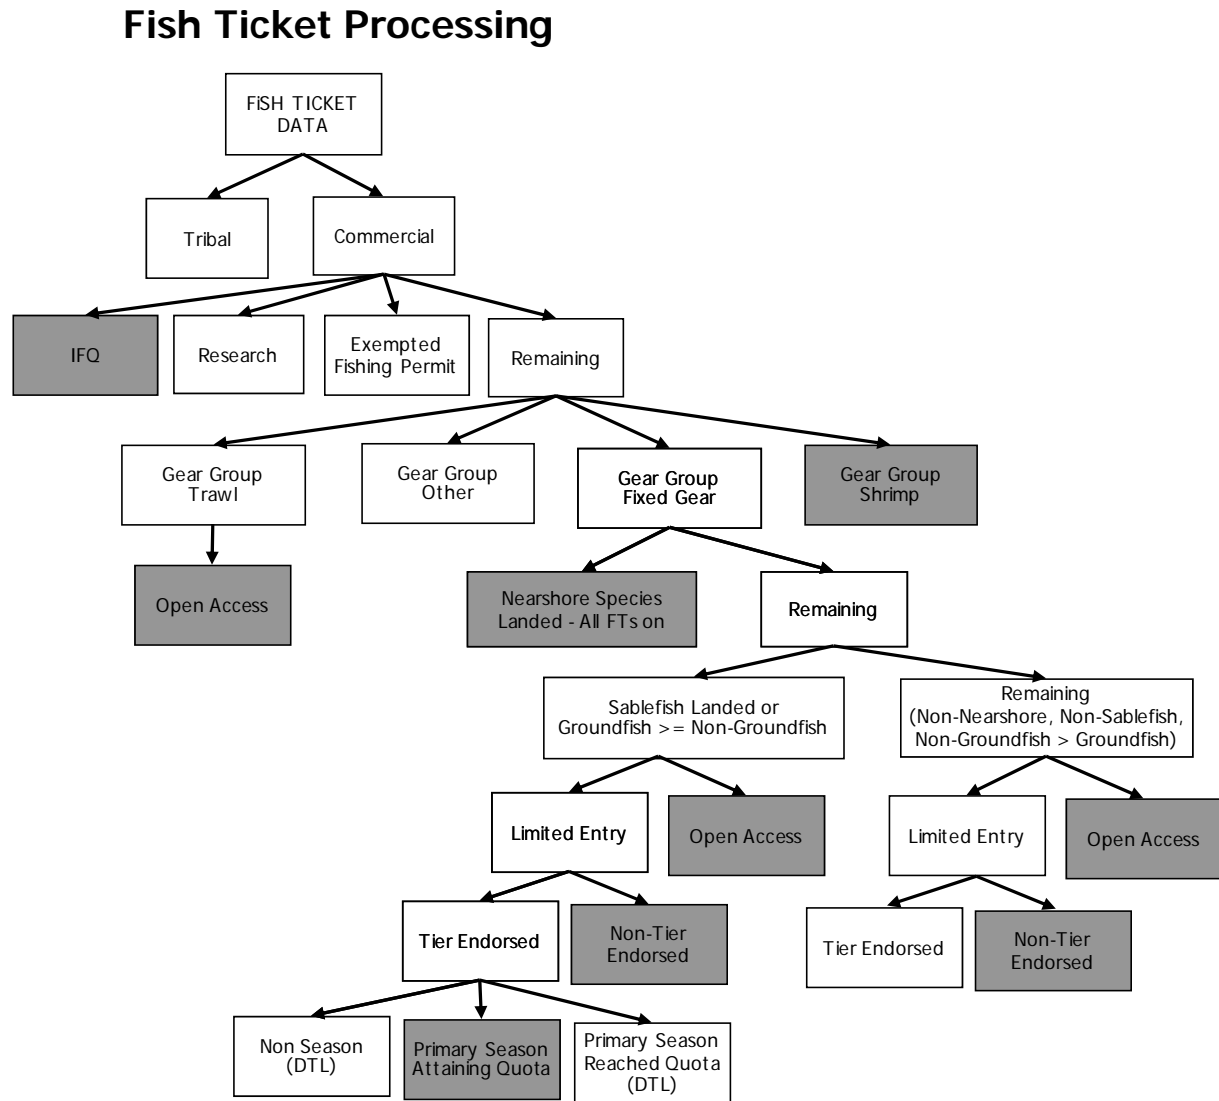 Fish Ticket Processing
FiSH TICKET
DATA
Tribal
Commercial
IFQ
Research
Exempted
Fishing Permit
Remaining
Gear Group
Trawl
Gear Group
Other
Gear Group
Fixed Gear
Gear Group
Shrimp
Open Access
Nearshore Species
Landed - All FTs on
Remaining
Sablefish Landed or
Groundfish >= Non-Groundfish
Remaining
(Non-Nearshore, Non-Sablefish,
Non-Groundfish > Groundfish)
Limited Entry
Open Access
Limited Entry
Open Access
Tier Endorsed
Non-Tier
Endorsed
Tier Endorsed
Non-Tier
Endorsed
Non Season
(DTL)
Primary Season
Attaining Quota
Primary Season
Reached Quota
(DTL)